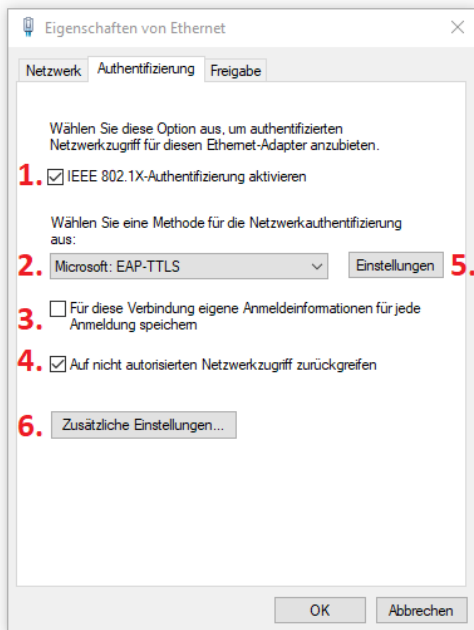 Eigenschaften von Ethernet
Netzwerk Authentifizierung Freigabe
Wählen Sie diese Option aus, um authentifizierten
Netzwerkzugriff für diesen Ethernet-Adapter anzubieten.
1. IEEE 802.1X-Authentifizierung aktivieren
Wählen Sie eine Methode für die Netzwerkauthentifizierung
aus:
2. Microsoft: EAP-TTLS Einstellungen 5.
3. Für diese Verbindung eigene Anmeldeinformationen für jede
Anmeldung speichern
4. Auf nicht autorisierten Netzwerkzugriff zurückgreifen
6. Zusätzliche Einstellungen...
OK Abbrechen